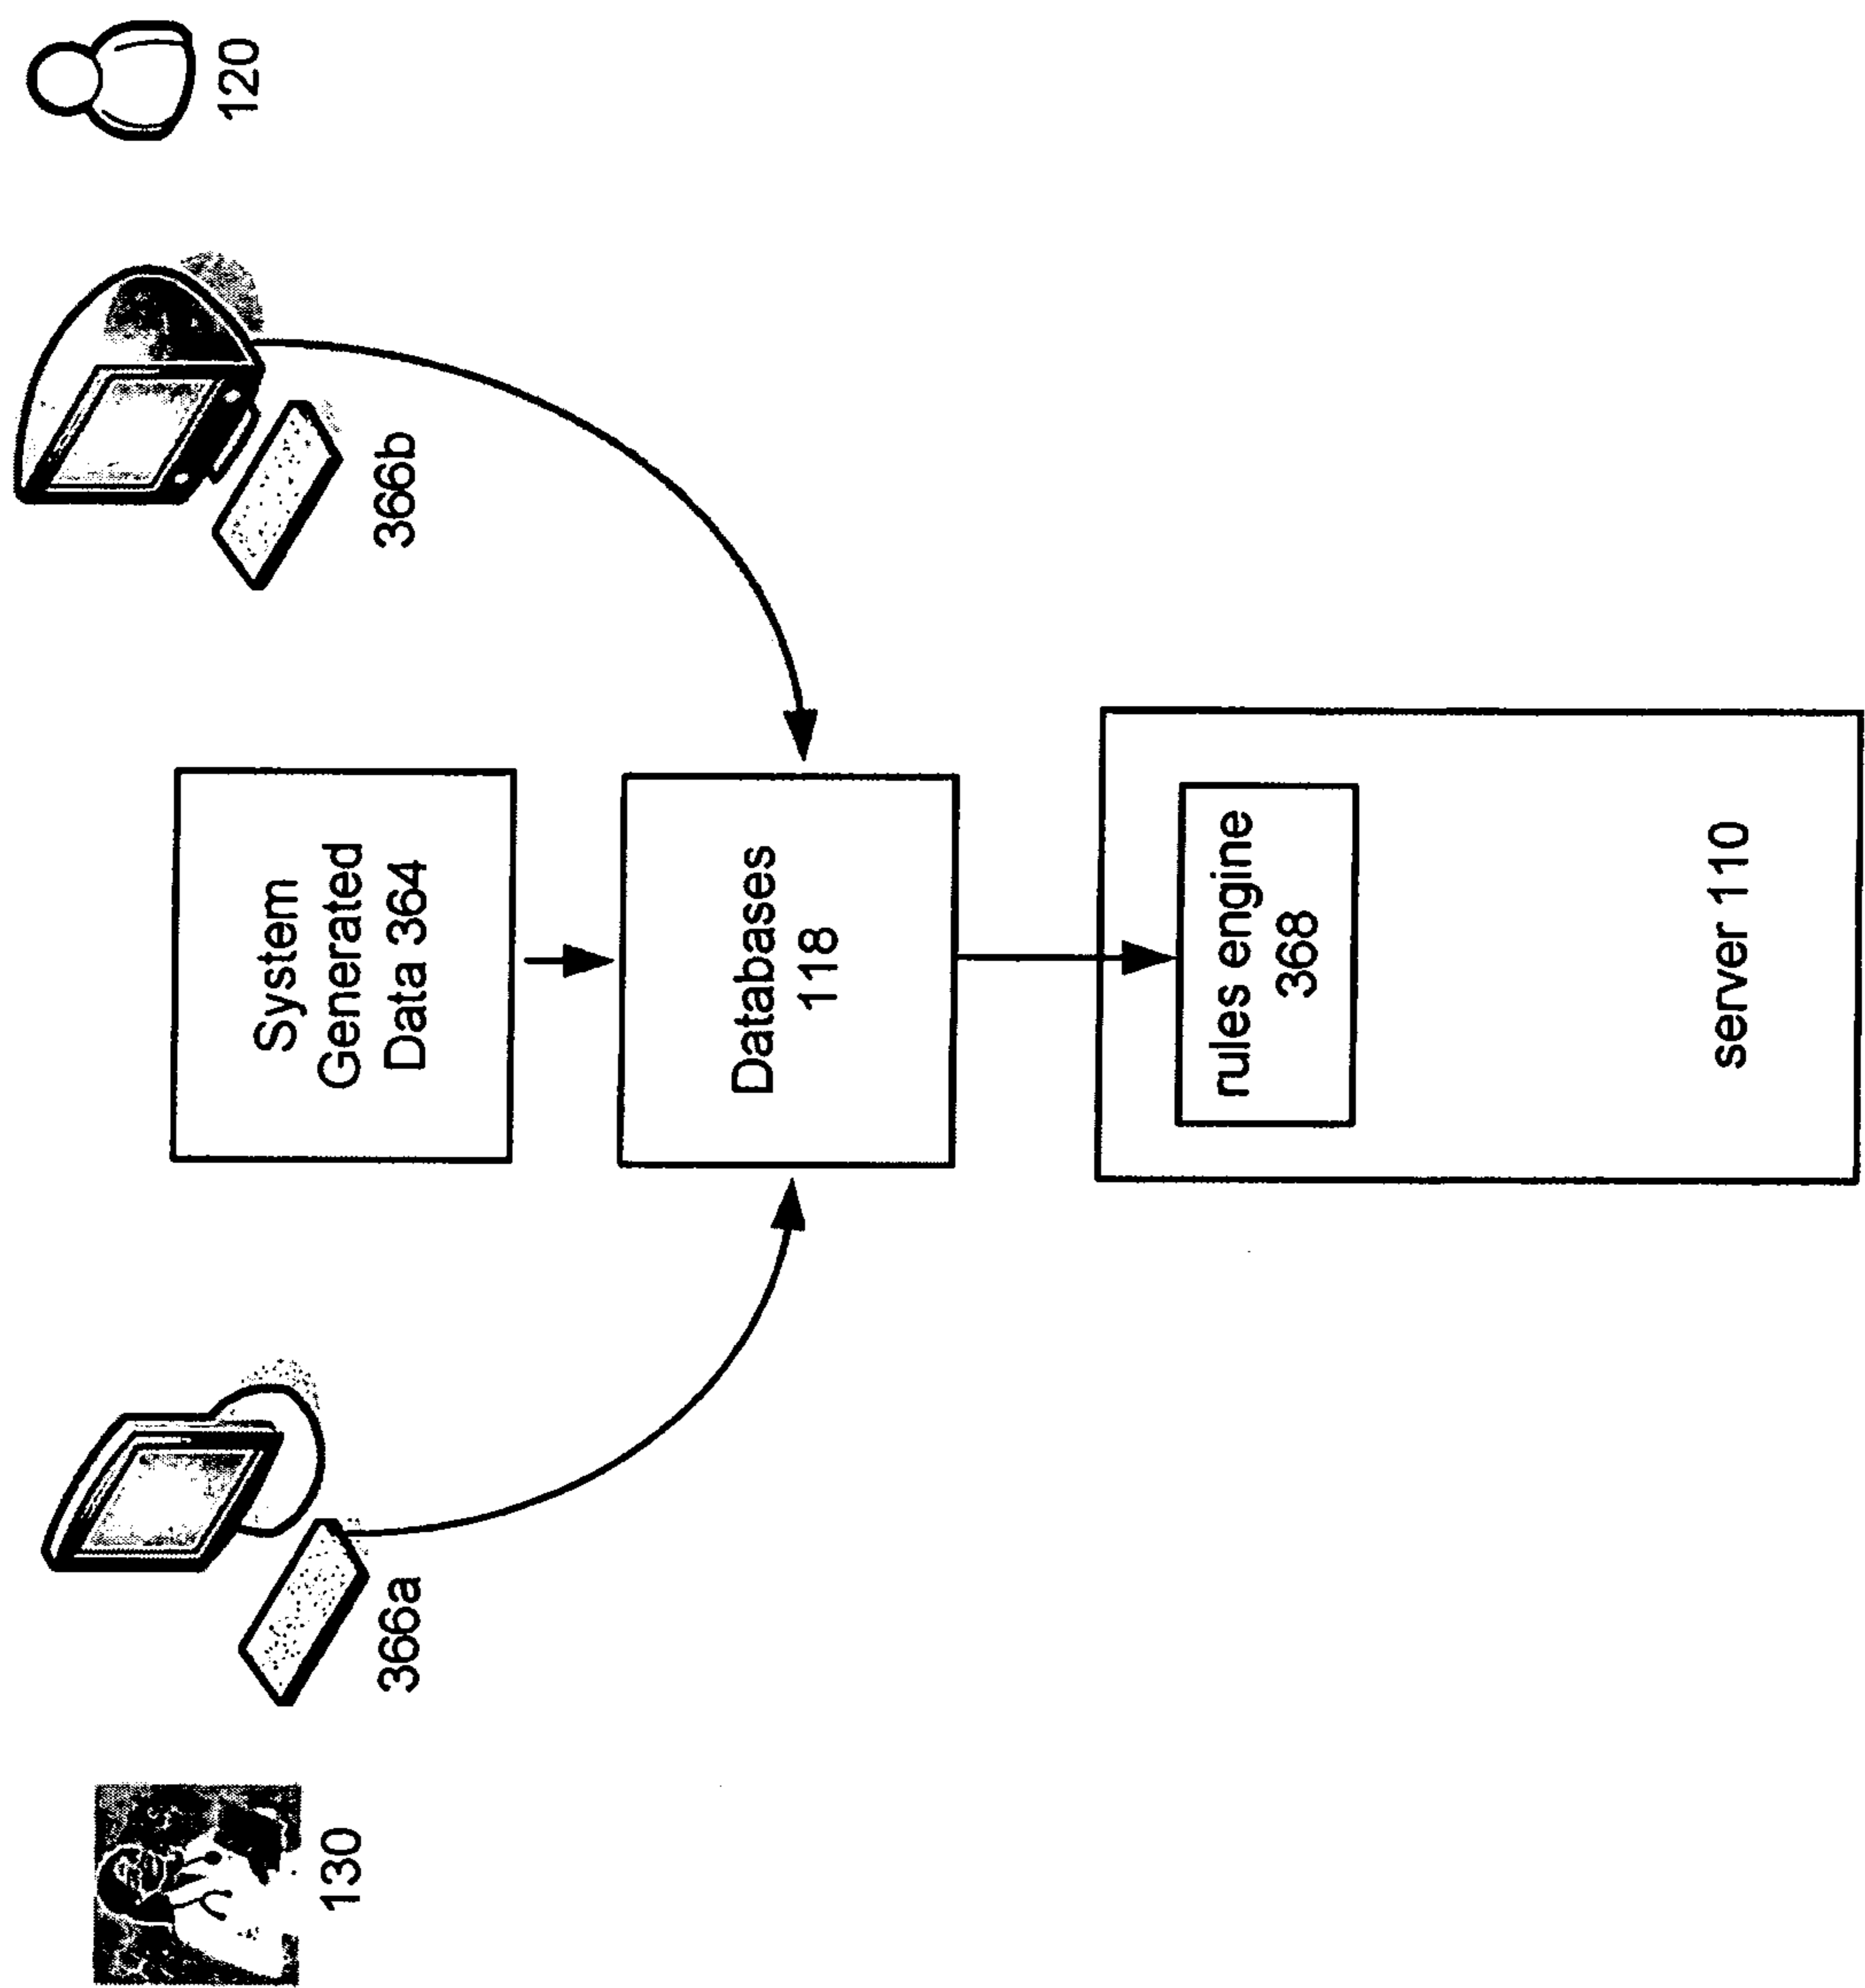 130
366a
System
Generated
Data 364
366b
120
Databases
118
rules engine
368
server 110